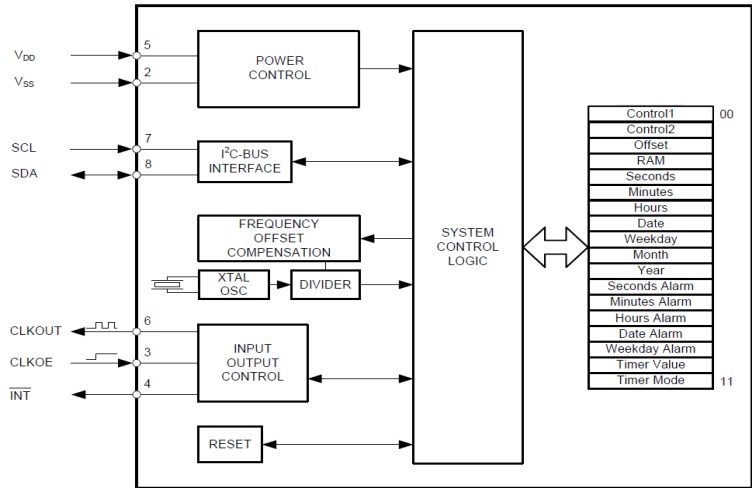 V_DD
5
POWER
CONTROL
V_SS
2
SCL
7
I²C-BUS
INTERFACE
SDA
8
FREQUENCY
OFFSET
COMPENSATION
XTAL
OSC
DIVIDER
CLKOUT
6
CLKOE
3
INT
4
INPUT
OUTPUT
CONTROL
RESET
SYSTEM
CONTROL
LOGIC
Control1 00
Control2
Offset
RAM
Seconds
Minutes
Hours
Date
Weekday
Month
Year
Seconds Alarm
Minutes Alarm
Hours Alarm
Date Alarm
Weekday Alarm
Timer Value
Timer Mode 11